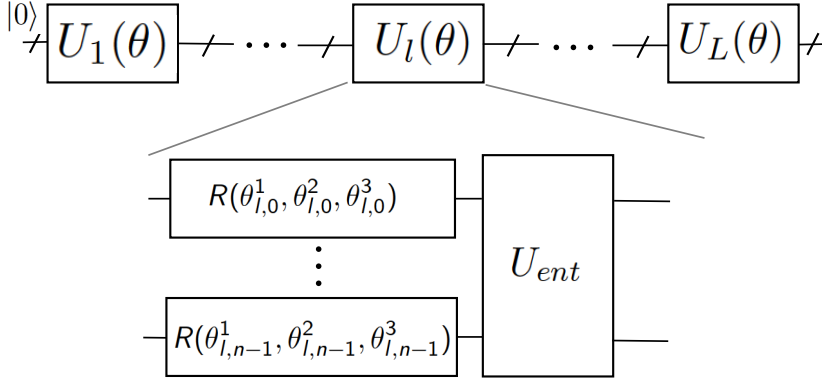 |0⟩
U_1(θ) ... U_l(θ) ... U_L(θ)
R(θ^1_{l,0}, θ^2_{l,0}, θ^3_{l,0})
U_{ent}
R(θ^1_{l,n−1}, θ^2_{l,n−1}, θ^3_{l,n−1})